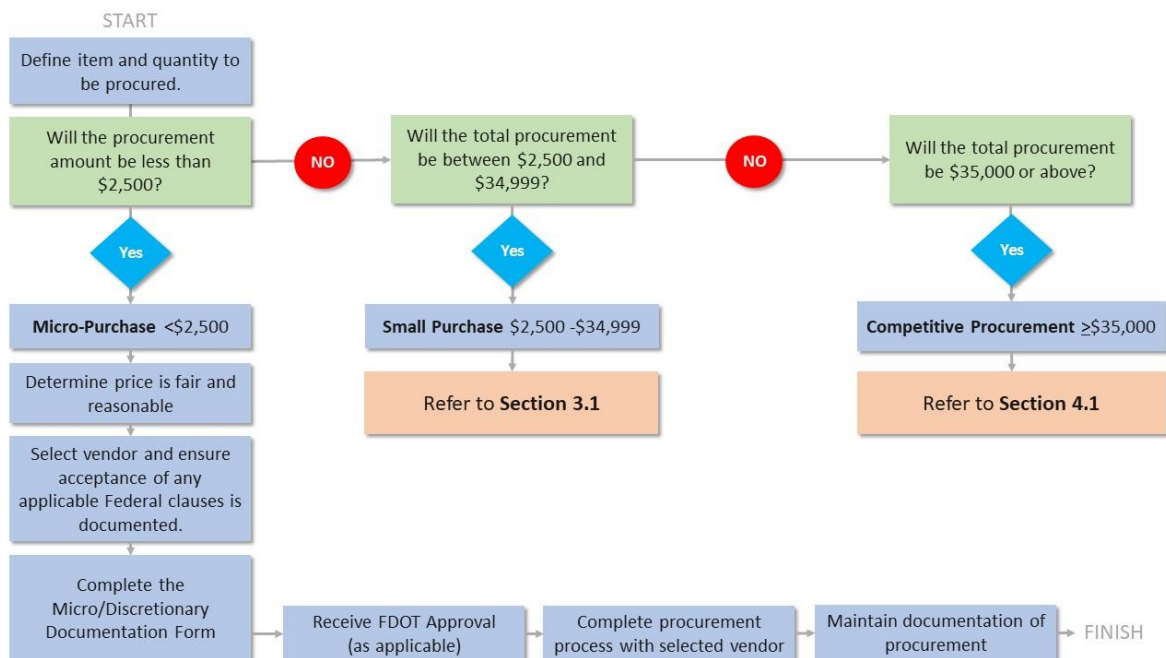 START
Define item and quantity to
be procured.
Will the procurement
amount be less than
$2,500?
NO
Will the total procurement
be between $2,500 and
$34,999?
NO
Will the total procurement
be $35,000 or above?
Yes
Yes
Yes
Micro-Purchase <$2,500
Small Purchase $2,500 -$34,999
Competitive Procurement ≥$35,000
Determine price is fair and
reasonable
Refer to Section 3.1
Refer to Section 4.1
Select vendor and ensure
acceptance of any
applicable Federal clauses is
documented.
Complete the
Micro/Discretionary
Documentation Form
Receive FDOT Approval
(as applicable)
Complete procurement
process with selected vendor
Maintain documentation of
procurement
FINISH